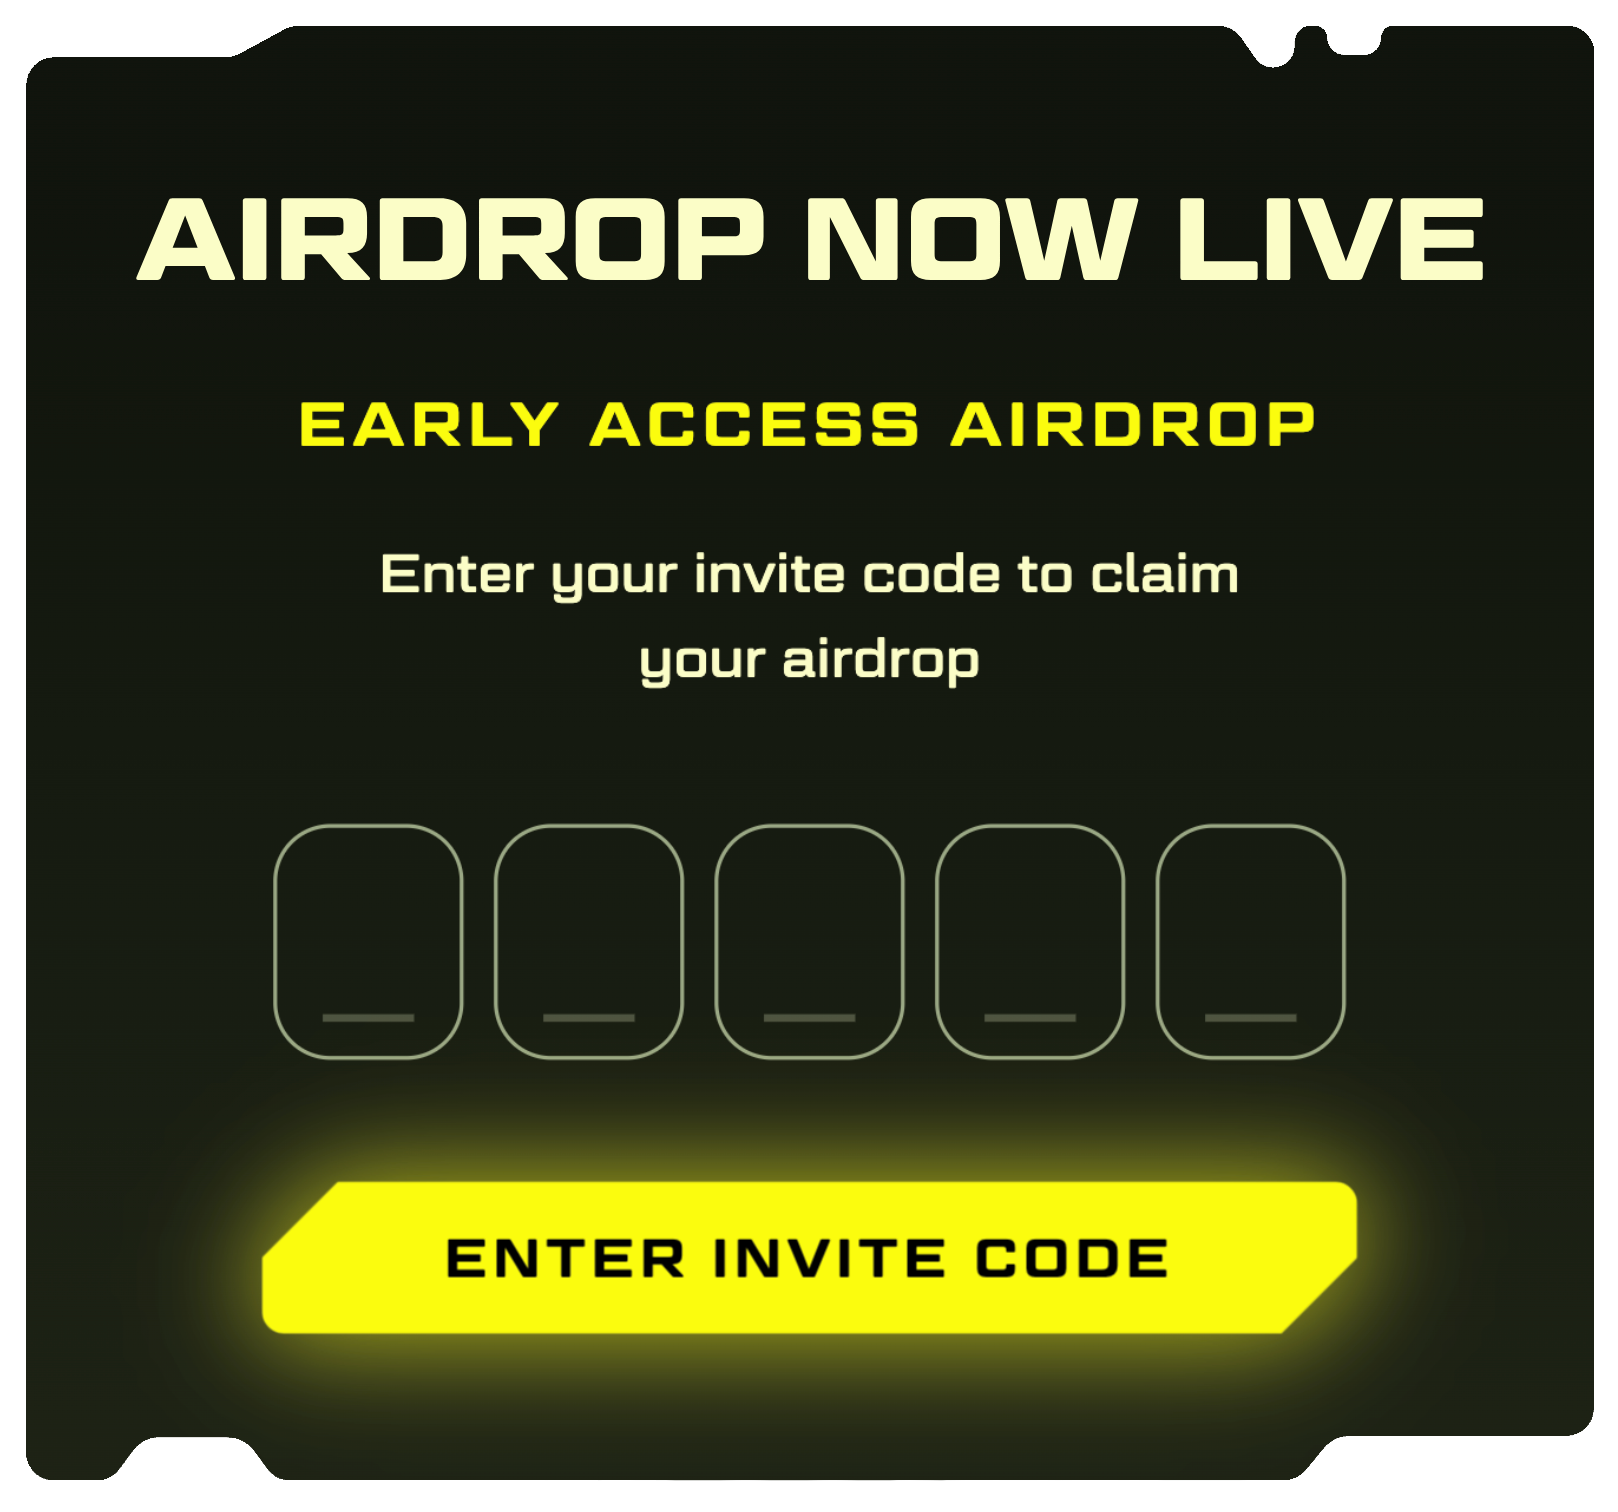 AIRDROP NOW LIVE
EARLY ACCESS AIRDROP
Enter your invite code to claim
your airdrop
ENTER INVITE CODE